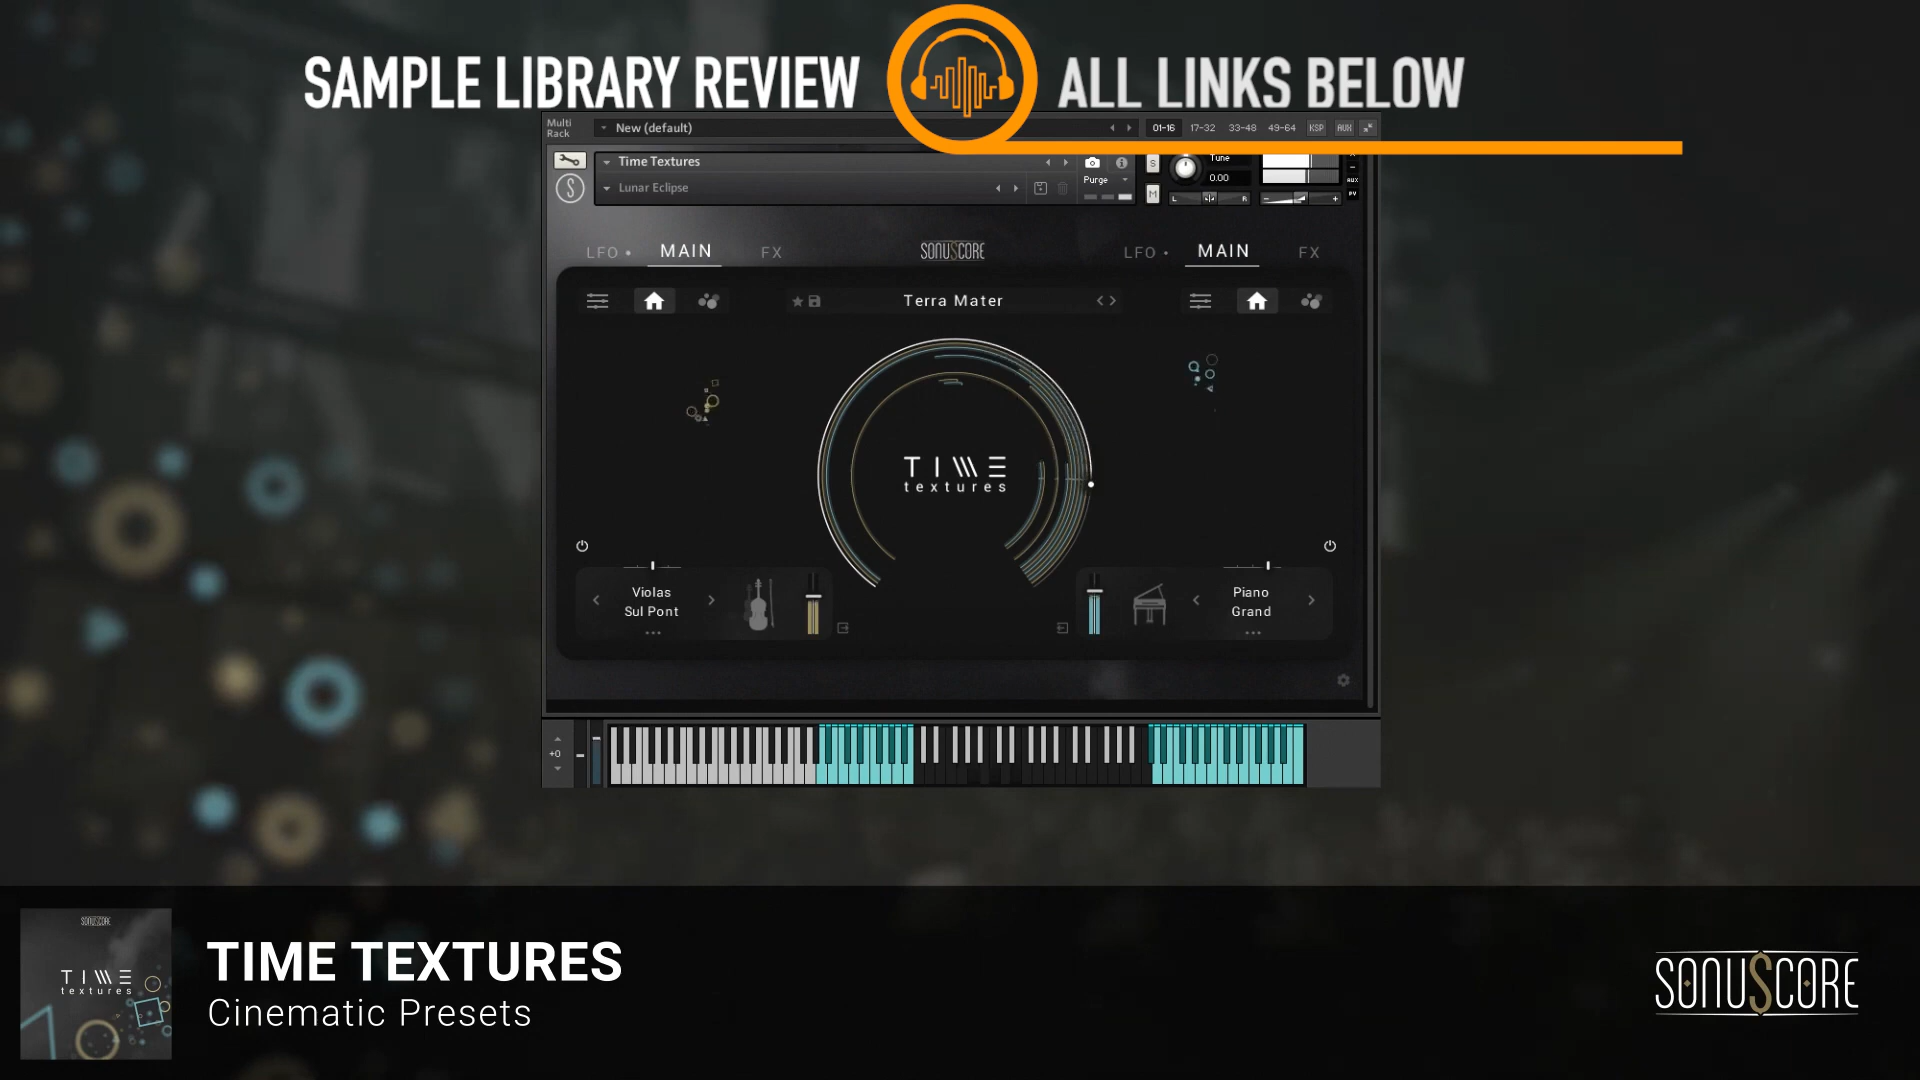 SAMPLE LIBRARY REVIEW ALL LINKS BELOW
Multi Rack New (default) 01-16 17-32 33-48 49-64 KSP AUX
S Time Textures S Tune
Lunar Eclipse Purge M 0.00 L R - + AUX PV
LFO • MAIN FX SONUSCORE LFO • MAIN FX
Terra Mater
TIME
textures
Violas Piano
Sul Pont Grand
+0
SONUSCORE
TIME
textures
TIME TEXTURES
Cinematic Presets
SONUSCORE